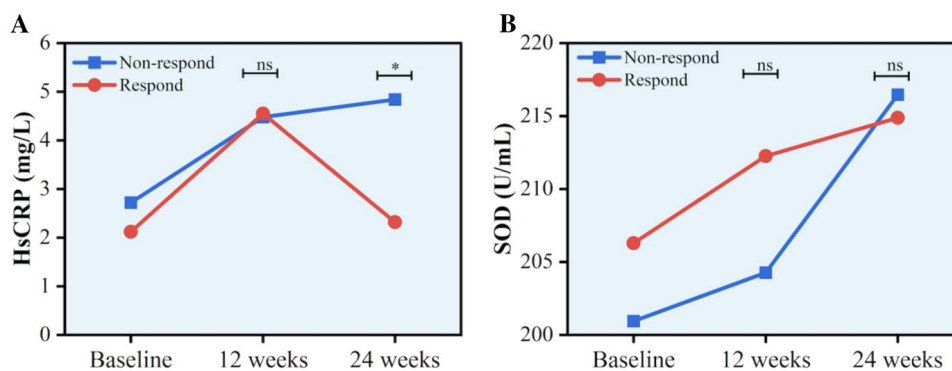 A
HsCRP (mg/L)
6
5
4
3
2
1
0
Non-respond
Respond
ns
*
Baseline
12 weeks
24 weeks
B
SOD (U/mL)
220
215
210
205
200
Non-respond
Respond
ns
ns
Baseline
12 weeks
24 weeks